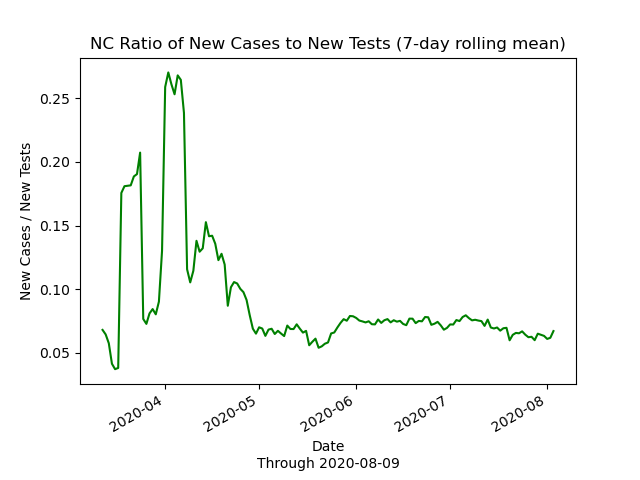 NC Ratio of New Cases to New Tests (7-day rolling mean)
New Cases / New Tests
0.25
0.20
0.15
0.10
0.05
2020-04
2020-05
2020-06
2020-07
2020-08
Date
Through 2020-08-09